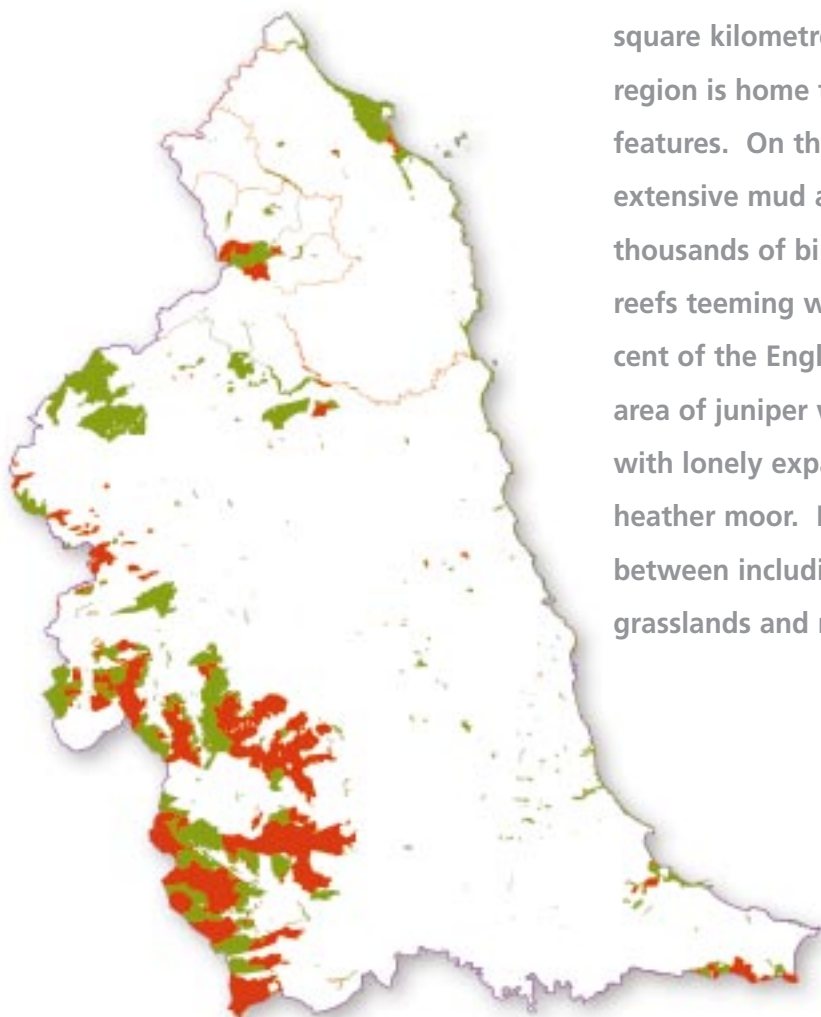 square kilometre
region is home
features. On th
extensive mud a
thousands of bi
reefs teeming w
cent of the Engl
area of juniper
with lonely exp
heather moor.
between includi
grasslands and